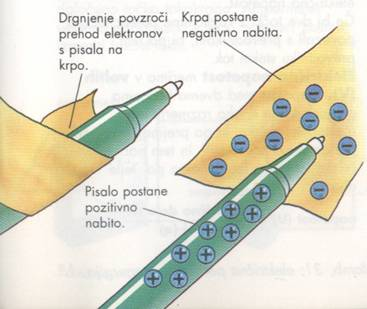 Drgnjenje povzroči
prehod elektronov
s pisala na
krpo.
Krpa postane
negativno nabita.
Pisalo postane
pozitivno
nabito.